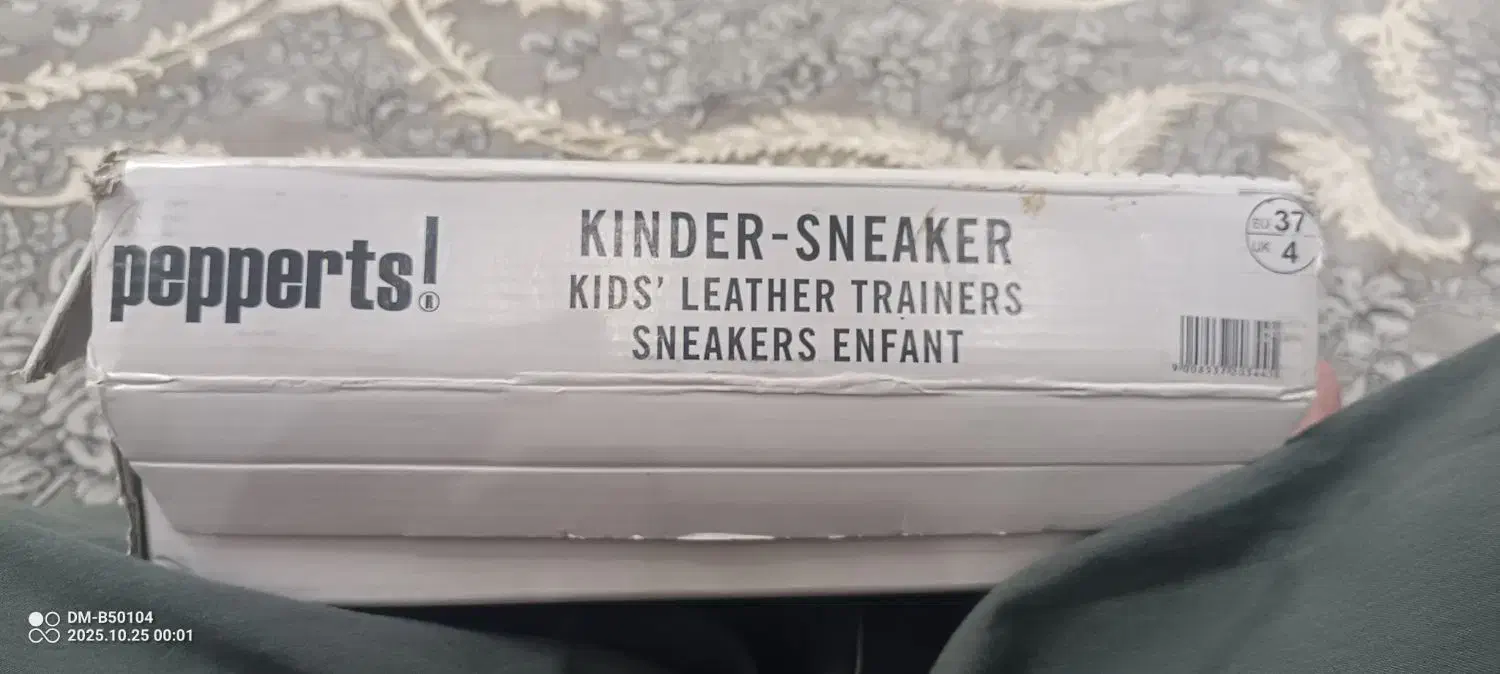 pepperts!
®
KINDER-SNEAKER
KIDS' LEATHER TRAINERS
SNEAKERS ENFANT
EU 37
UK 4
DM-B50104
2025.10.25 00:01